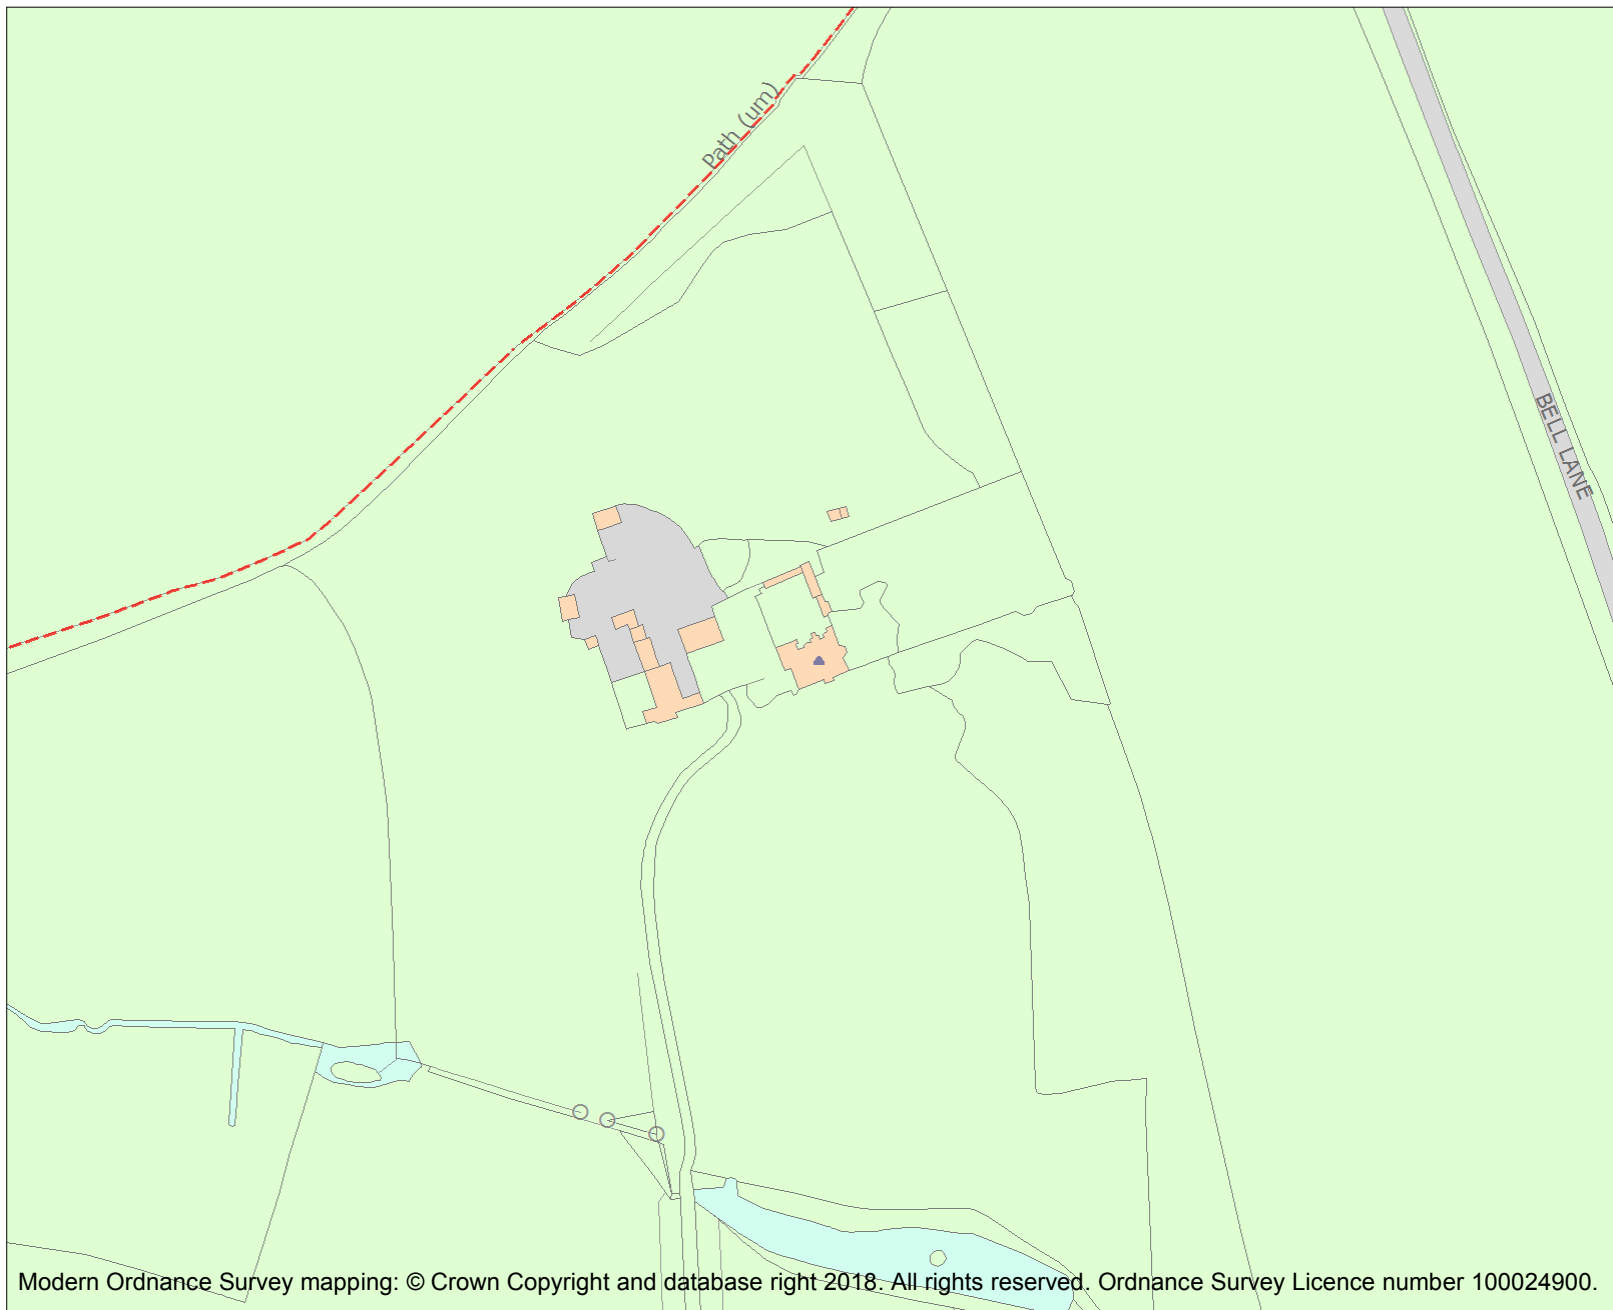 Path (um)
BELL LANE
Modern Ordnance Survey mapping: © Crown Copyright and database right 2018. All rights reserved. Ordnance Survey Licence number 100024900.